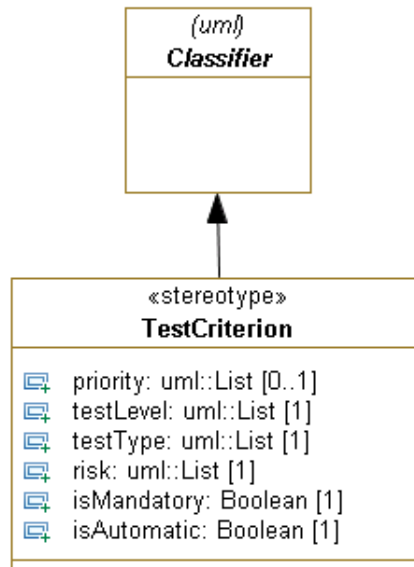 (uml)
Classifier
«stereotype»
TestCriterion
priority: uml::List [0..1]
testLevel: uml::List [1]
testType: uml::List [1]
risk: uml::List [1]
isMandatory: Boolean [1]
isAutomatic: Boolean [1]